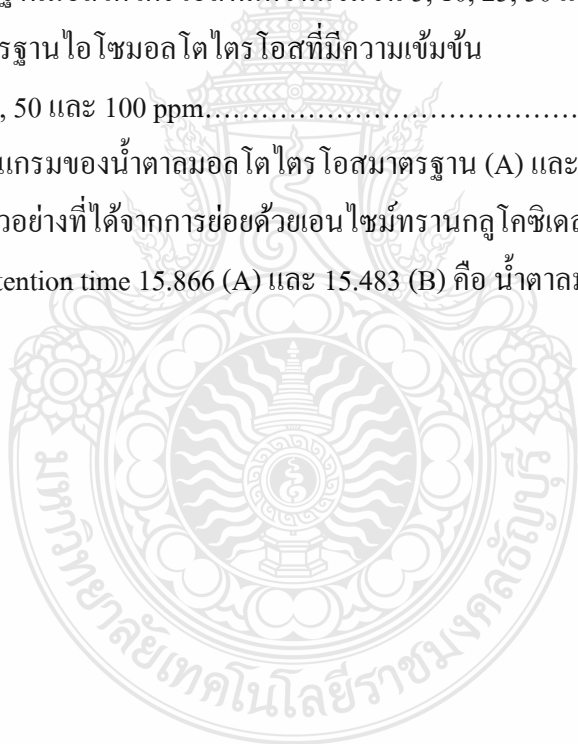 รฐานไอโซมอลโตไตรโอสที่มีความเข้มข้น
, 50 และ 100 ppm
แกรมของน้ำตาลมอลโตไตรโอสมาตรฐาน (A) และ
วอย่างที่ได้จากการย่อยด้วยเอนไซม์ทรานกลูโคซิเดส
tention time 15.866 (A) และ 15.483 (B) คือ น้ำตาลม
มหาวิทยาลัยเทคโนโลยีราชมงคลธัญบุรี